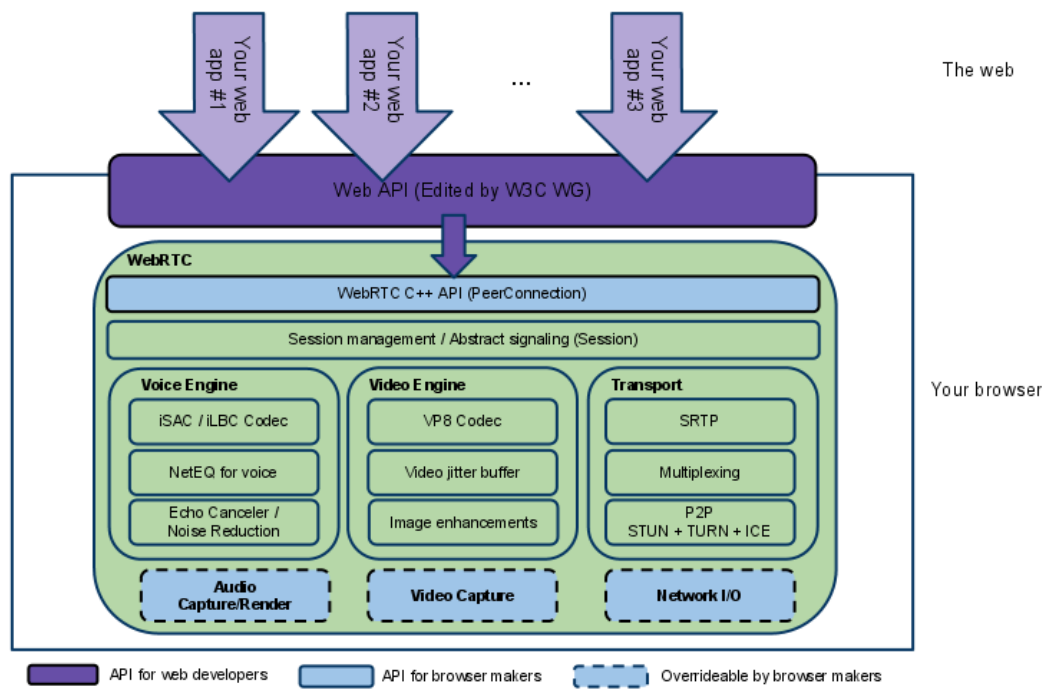 Your web
app #1
Your web
app #2
...
Your web
app #3
The web
Web API (Edited by W3C WG)
WebRTC
WebRTC C++ API (PeerConnection)
Session management / Abstract signaling (Session)
Your browser
Voice Engine
iSAC / iLBC Codec
NetEQ for voice
Echo Canceler /
Noise Reduction
Video Engine
VP8 Codec
Video jitter buffer
Image enhancements
Transport
SRTP
Multiplexing
P2P
STUN + TURN + ICE
Audio
Capture/Render
Video Capture
Network I/O
API for web developers
API for browser makers
Overrideable by browser makers